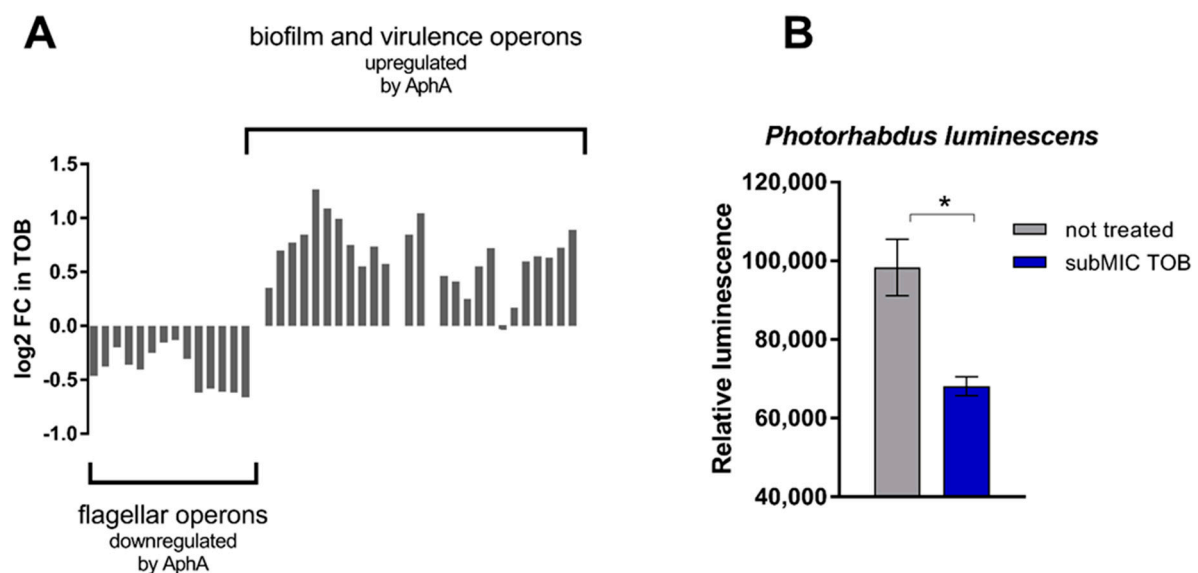 A
biofilm and virulence operons
upregulated
by AphA
log2 FC in TOB
1.5
1.0
0.5
0.0
-0.5
-1.0
flagellar operons
downregulated
by AphA
B
Photorhabdus luminescens
Relative luminescence
120,000
100,000
80,000
60,000
40,000
*
not treated
subMIC TOB